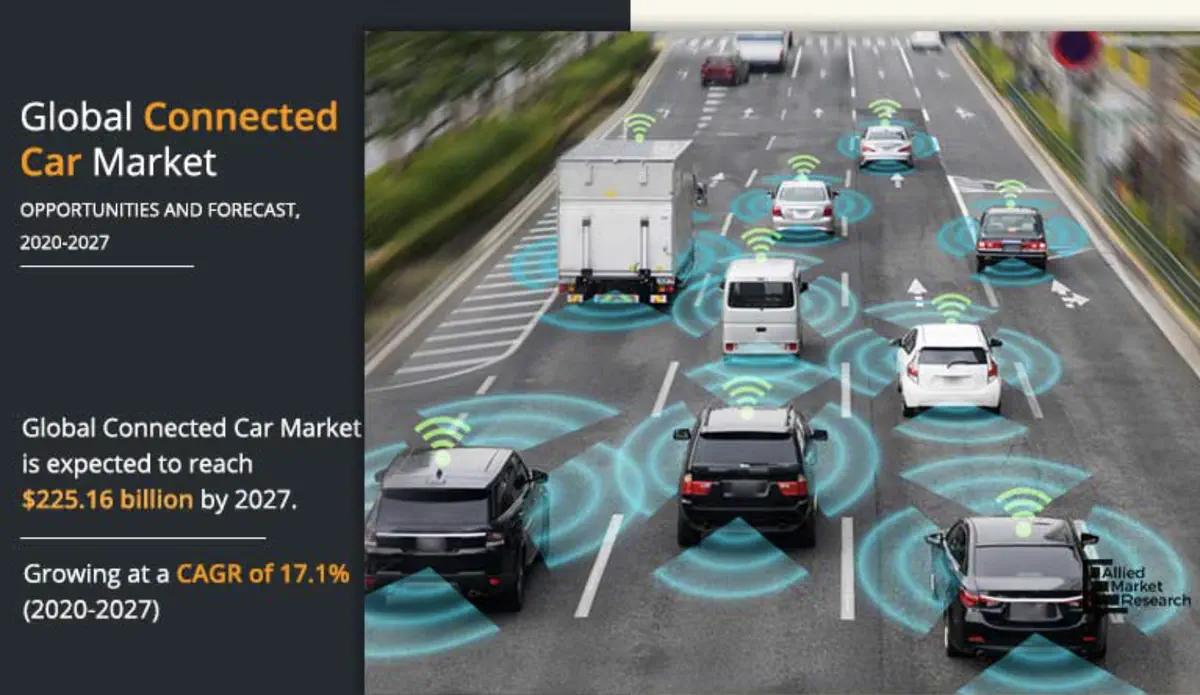 Global Connected
Car Market
OPPORTUNITIES AND FORECAST,
2020-2027
Global Connected Car Market
is expected to reach
$225.16 billion by 2027.
Growing at a CAGR of 17.1%
(2020-2027)
Allied
Market
Research